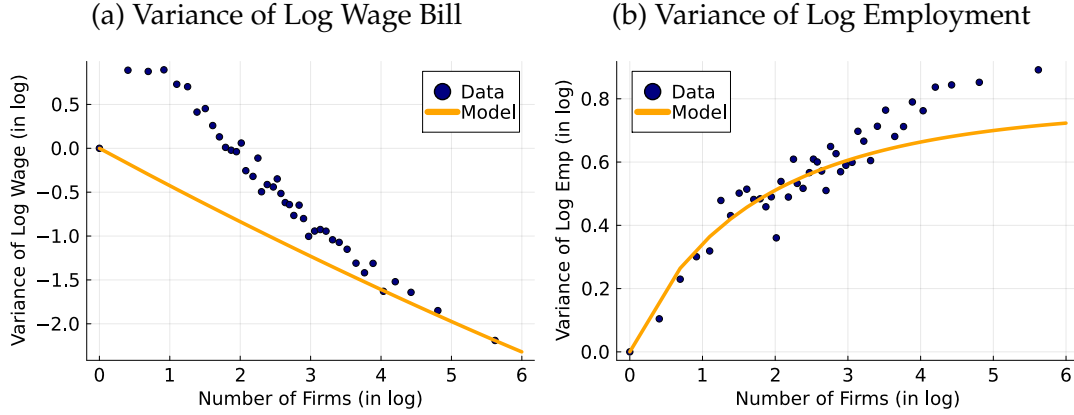 (a) Variance of Log Wage Bill
Variance of Log Wage (in log)
0.5
0.0
−0.5
−1.0
−1.5
−2.0
Data
Model
0 1 2 3 4 5 6
Number of Firms (in log)
(b) Variance of Log Employment
Variance of Log Emp (in log)
0.8
0.6
0.4
0.2
0.0
Data
Model
0 1 2 3 4 5 6
Number of Firms (in log)